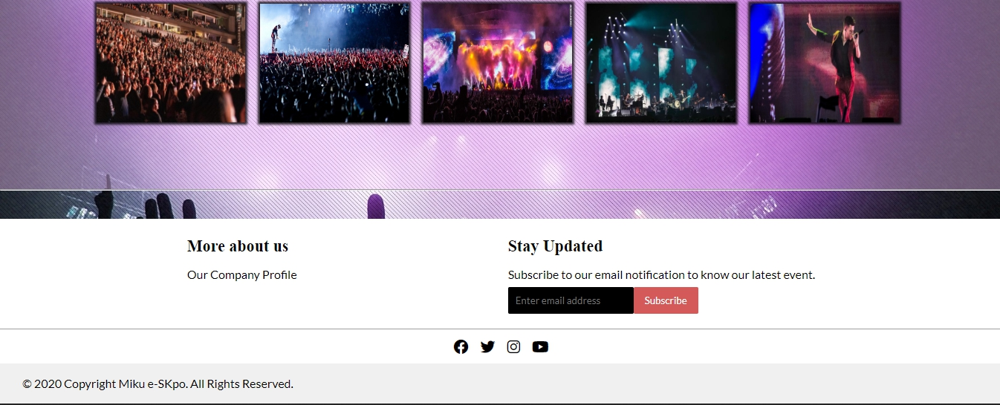 More about us
Stay Updated
Our Company Profile
Subscribe to our email notification to know our latest event.
Enter email address
Subscribe
© 2020 Copyright Miku e-SKpo. All Rights Reserved.